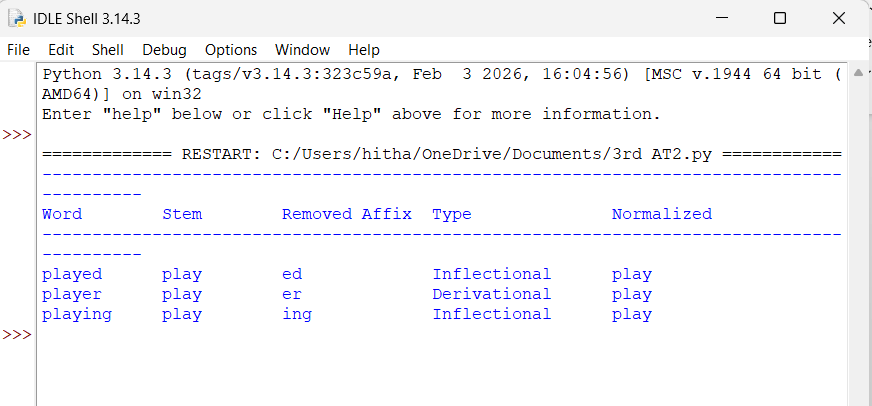 IDLE Shell 3.14.3
File Edit Shell Debug Options Window Help
Python 3.14.3 (tags/v3.14.3:323c59a, Feb  3 2026, 16:04:56) [MSC v.1944 64 bit (
AMD64)] on win32
Enter "help" below or click "Help" above for more information.
>>>
============= RESTART: C:/Users/hitha/OneDrive/Documents/3rd AT2.py ============
--------------------------------------------------------------------------------
----------
Word        Stem        Removed Affix  Type              Normalized
--------------------------------------------------------------------------------
----------
played      play        ed             Inflectional      play
player      play        er             Derivational      play
playing     play        ing            Inflectional      play
>>>